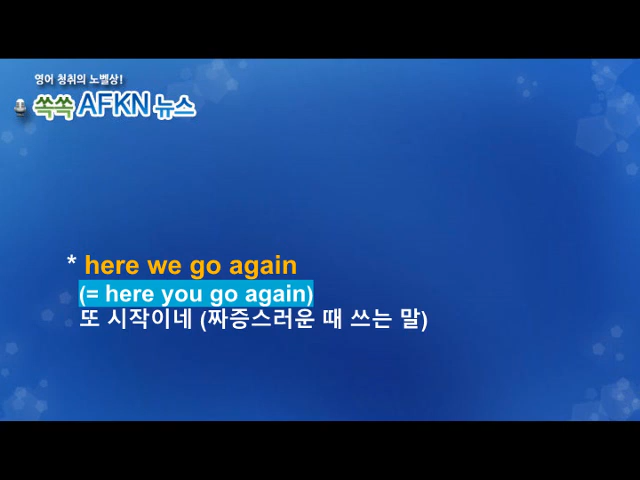 영어 청취의 노벨상!
쏙쏙 AFKN 뉴스
* here we go again
(= here you go again)
또 시작이네 (짜증스러운 때 쓰는 말)